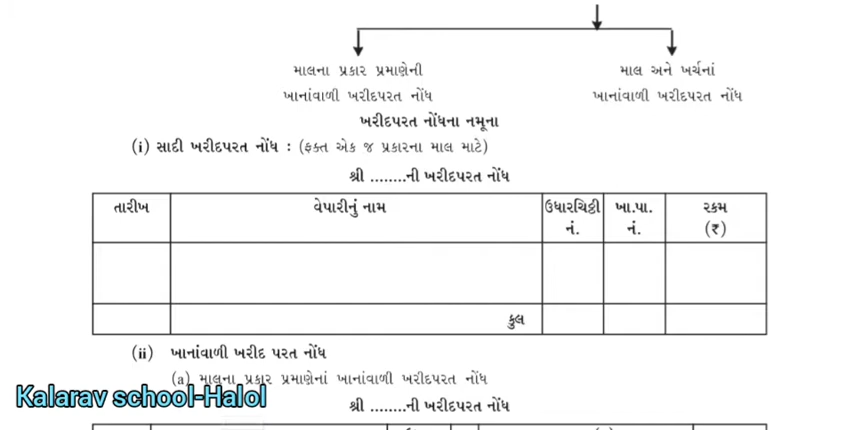 માલના પ્રકાર પ્રમાણેની
ખાનાંવાળી ખરીદપરત નોંધ
માલ અને ખર્ચનાં
ખાનાંવાળી ખરીદપરત નોંધ
ખરીદપરત નોંધના નમૂના
(i) સાદી ખરીદપરત નોંધ : (ફક્ત એક જ પ્રકારના માલ માટે)
શ્રી ........ની ખરીદપરત નોંધ
તારીખ
વેપારીનું નામ
ઉધારચિઠ્ઠી
નં.
ખા.પા.
નં.
રકમ
(₹)
કુલ
(ii) ખાનાંવાળી ખરીદ પરત નોંધ
(a) માલના પ્રકાર પ્રમાણેનાં ખાનાંવાળી ખરીદપરત નોંધ
Kalarav school-Halol
શ્રી ........ની ખરીદપરત નોંધ